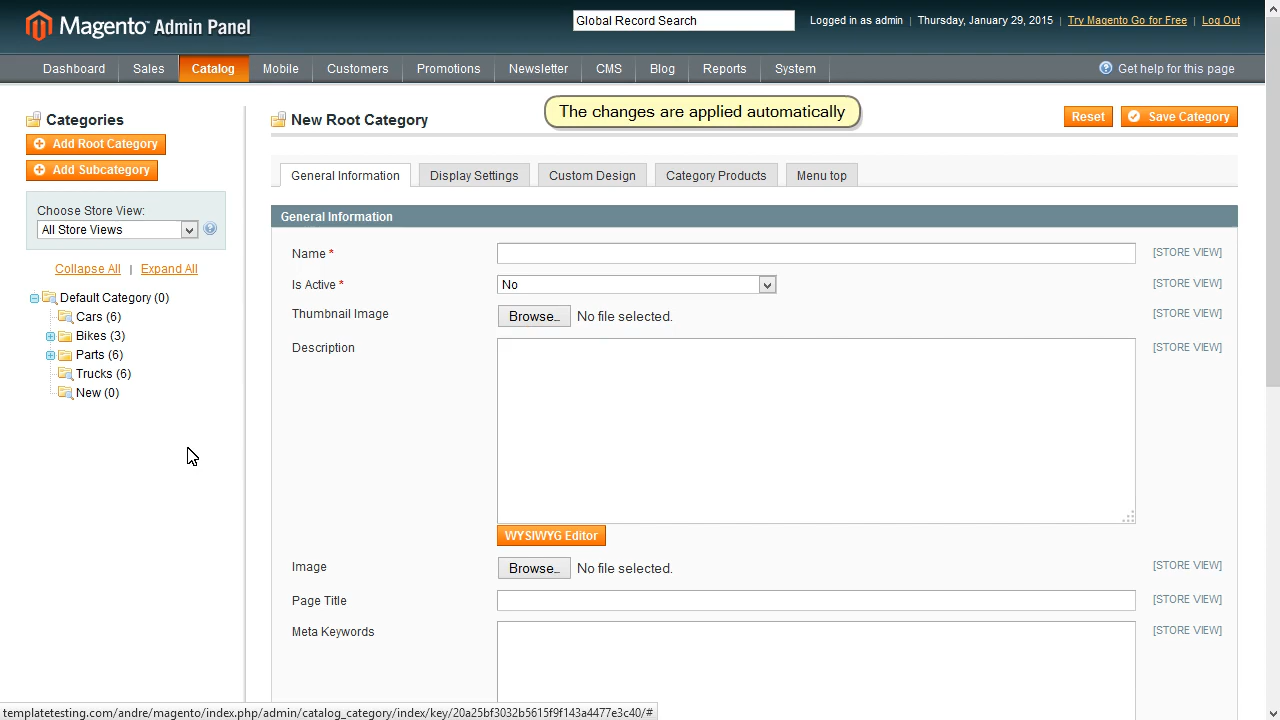 Magento Admin Panel
Global Record Search
Logged in as admin | Thursday, January 29, 2015 | Try Magento Go for Free | Log Out
Dashboard Sales Catalog Mobile Customers Promotions Newsletter CMS Blog Reports System Get help for this page
The changes are applied automatically
Categories
Add Root Category
Add Subcategory
Choose Store View:
All Store Views
Collapse All | Expand All
Default Category (0)
Cars (6)
Bikes (3)
Parts (6)
Trucks (6)
New (0)
New Root Category
Reset Save Category
General Information Display Settings Custom Design Category Products Menu top
General Information
Name * [STORE VIEW]
Is Active * No [STORE VIEW]
Thumbnail Image Browse... No file selected. [STORE VIEW]
Description [STORE VIEW]
WYSIWYG Editor
Image Browse... No file selected. [STORE VIEW]
Page Title [STORE VIEW]
Meta Keywords [STORE VIEW]
templatetesting.com/andre/magento/index.php/admin/catalog_category/index/key/20a25bf3032b5615f9f143a4477e3c40/#